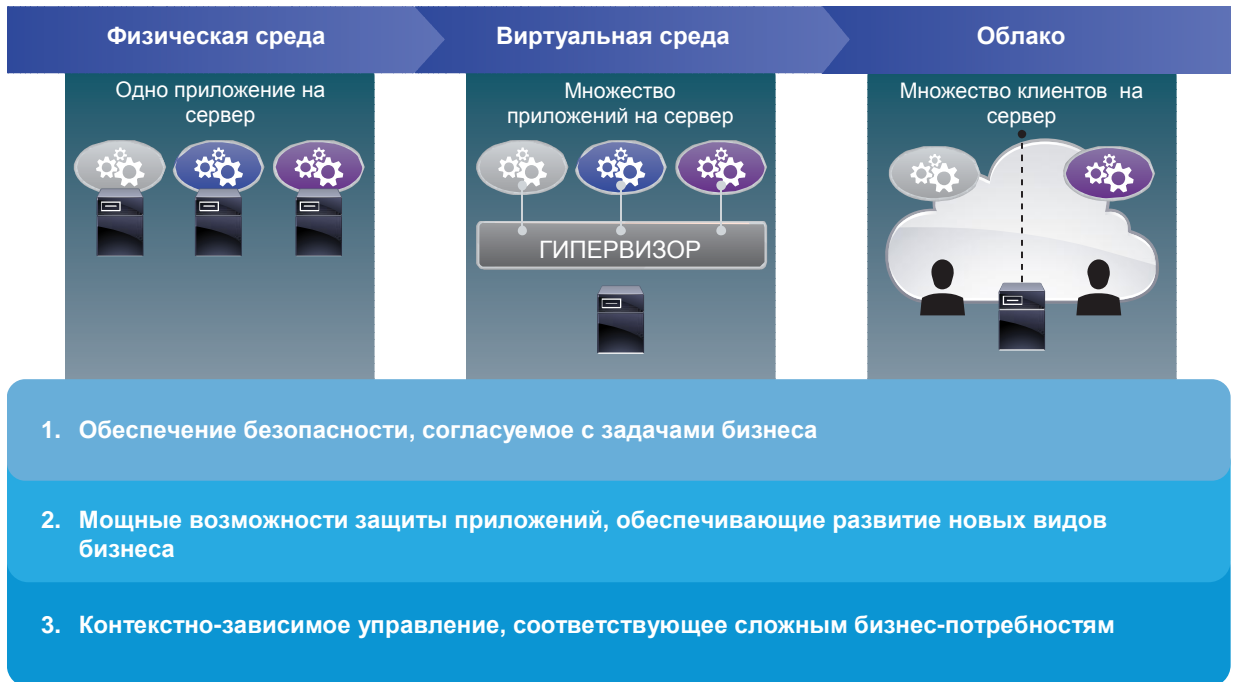 Физическая среда
Виртуальная среда
Облако
Одно приложение на
сервер
Множество
приложений на сервер
ГИПЕРВИЗОР
Множество клиентов на
сервер
1. Обеспечение безопасности, согласуемое с задачами бизнеса
2. Мощные возможности защиты приложений, обеспечивающие развитие новых видов
бизнеса
3. Контекстно-зависимое управление, соответствующее сложным бизнес-потребностям